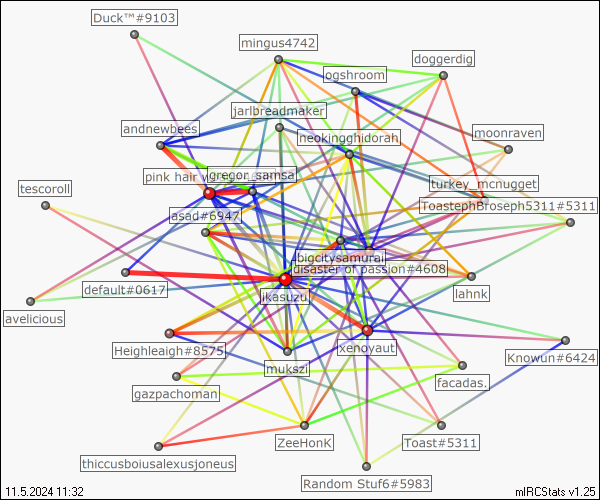 Duck™#9103
mingus4742
doggerdig
ogshroom
jarlbreadmaker
andnewbees
neokingghidorah
moonraven
pink hair
gregor_samsa
tescoroll
turkey_mcnugget
ToastephBroseph5311#5311
asad#6947
bigcitysamurai
disaster of passion#4608
default#0617
jkasuzu
lahnk
avelicious
Heighleaigh#8575
xenoyaut
Knowun#6424
mukszi
gazpachoman
facadas.
ZeeHonK
Toast#5311
thiccusboiusalexusjoneus
Random Stuf6#5983
11.5.2024 11:32
mIRCStats v1.25